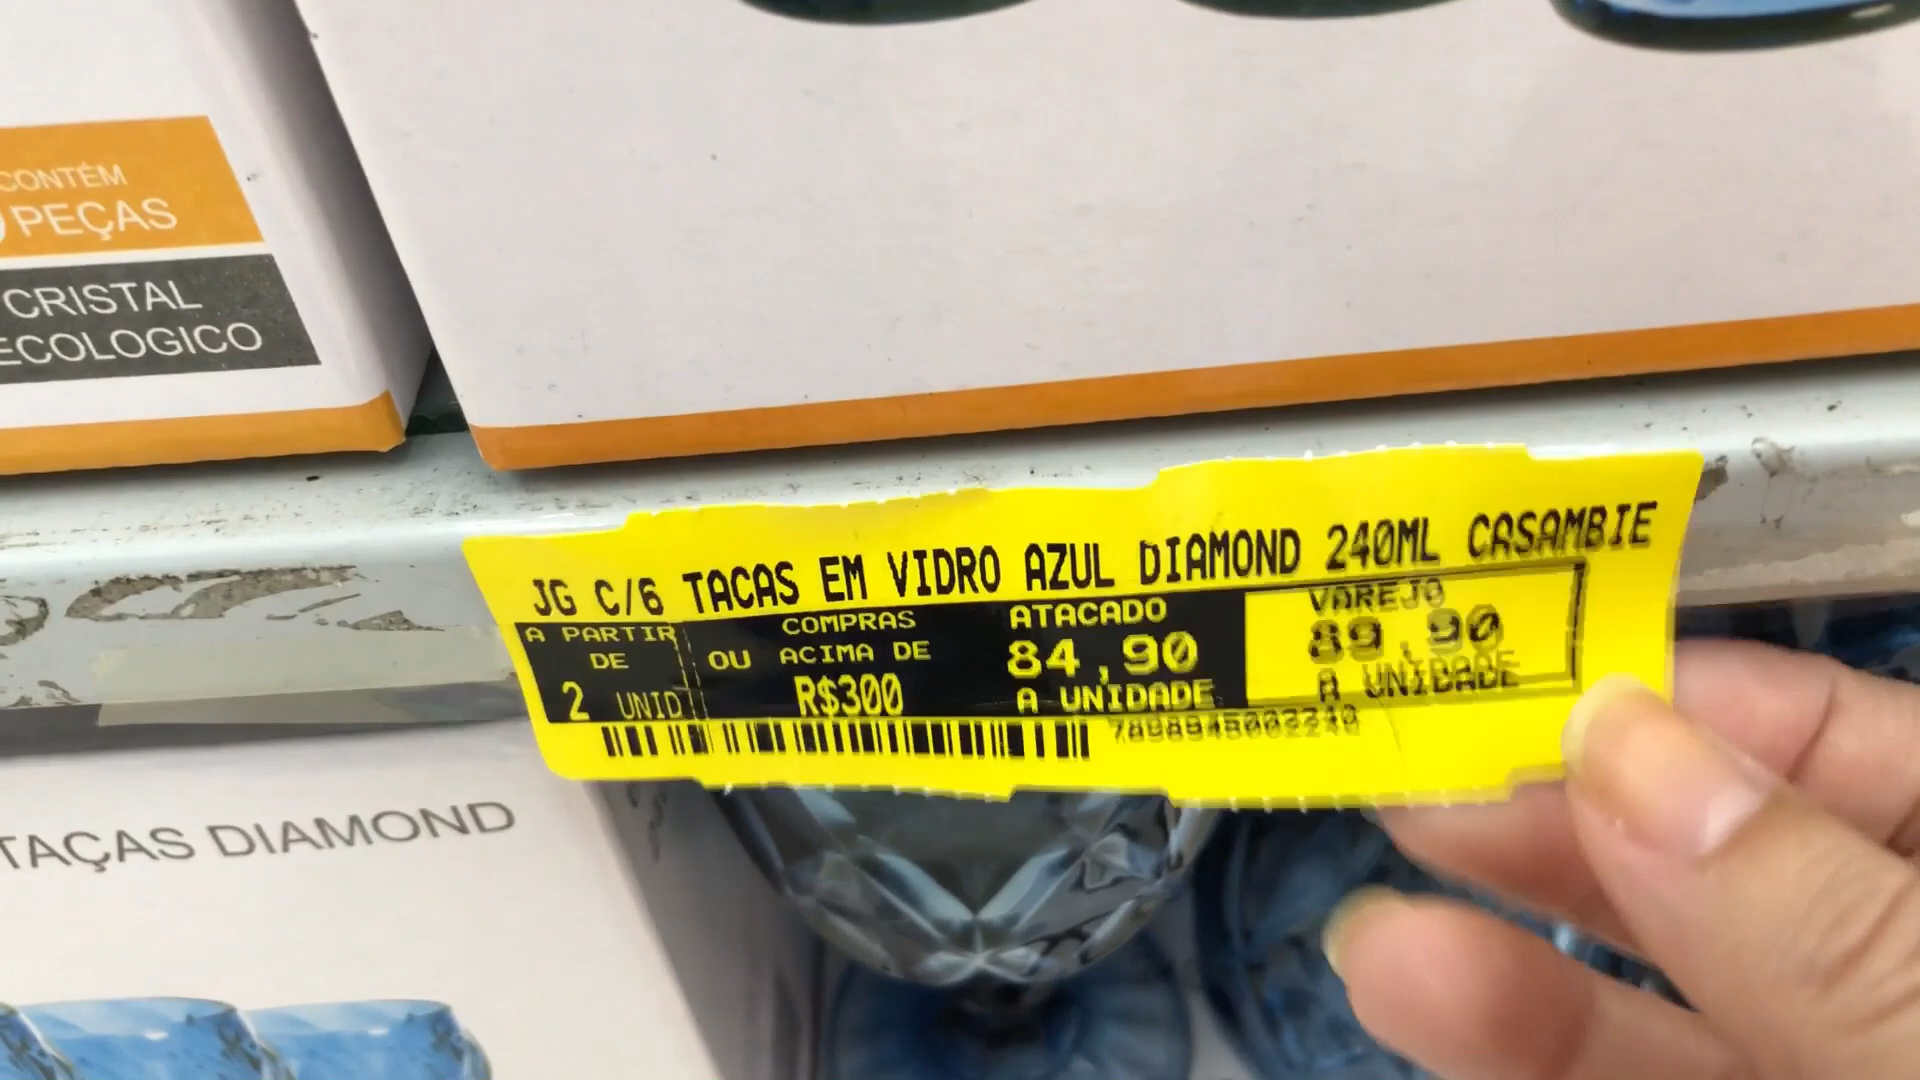 CONTÉM
PEÇAS
CRISTAL
ECOLOGICO
JG C/6 TACAS EM VIDRO AZUL DIAMOND 240ML CASAMBIE
A PARTIR DE 2 UNID
OU
COMPRAS ACIMA DE R$300
ATACADO
84,90
A UNIDADE
VAREJO
89,90
A UNIDADE
7898945002240
TAÇAS DIAMOND